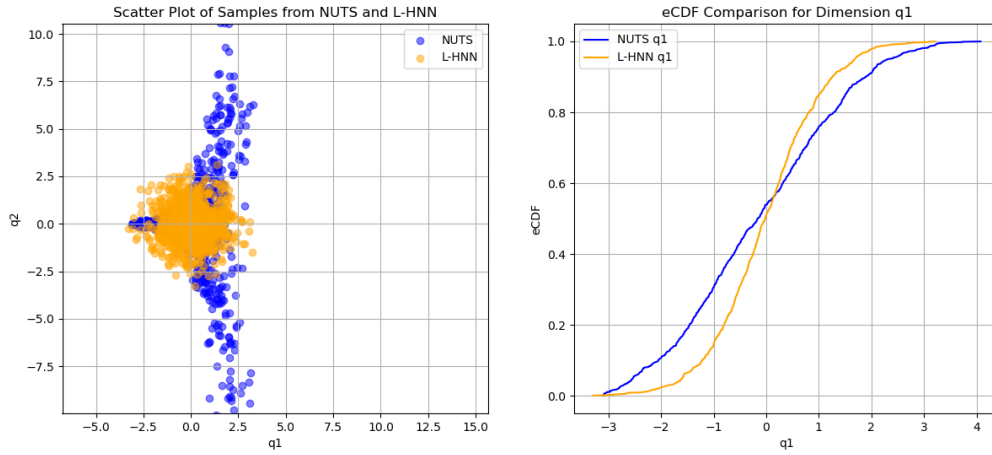 Scatter Plot of Samples from NUTS and L-HNN
10.0
7.5
5.0
2.5
0.0
−2.5
−5.0
−7.5
q2
NUTS
L-HNN
−5.0 −2.5 0.0 2.5 5.0 7.5 10.0 12.5 15.0
q1
eCDF Comparison for Dimension q1
1.0
0.8
0.6
0.4
0.2
0.0
eCDF
NUTS q1
L-HNN q1
−3 −2 −1 0 1 2 3 4
q1